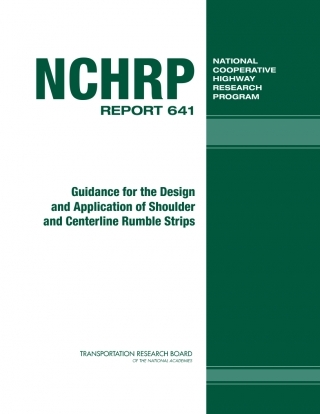 NCHRP
REPORT 641
NATIONAL
COOPERATIVE
HIGHWAY
RESEARCH
PROGRAM
Guidance for the Design
and Application of Shoulder
and Centerline Rumble Strips
TRANSPORTATION RESEARCH BOARD
OF THE NATIONAL ACADEMIES